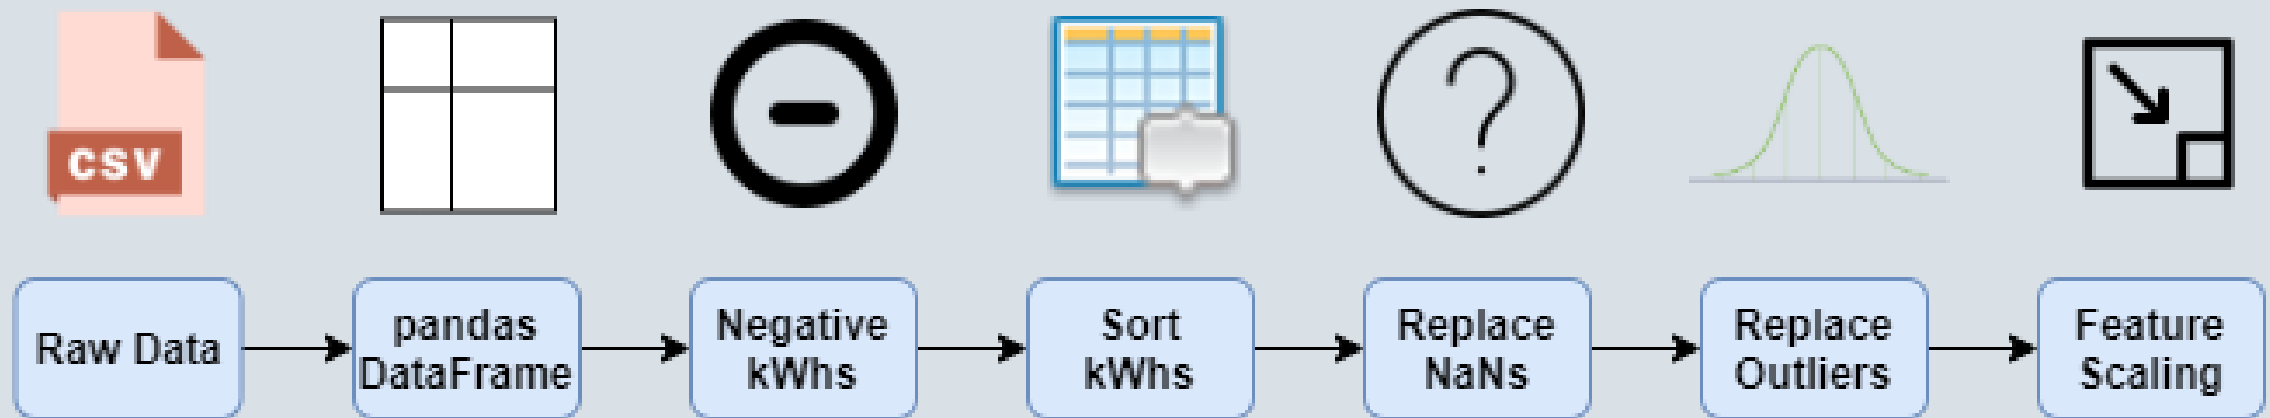 CSV
Raw Data
pandas
DataFrame
Negative
kWhs
Sort
kWhs
Replace
NaNs
Replace
Outliers
Feature
Scaling